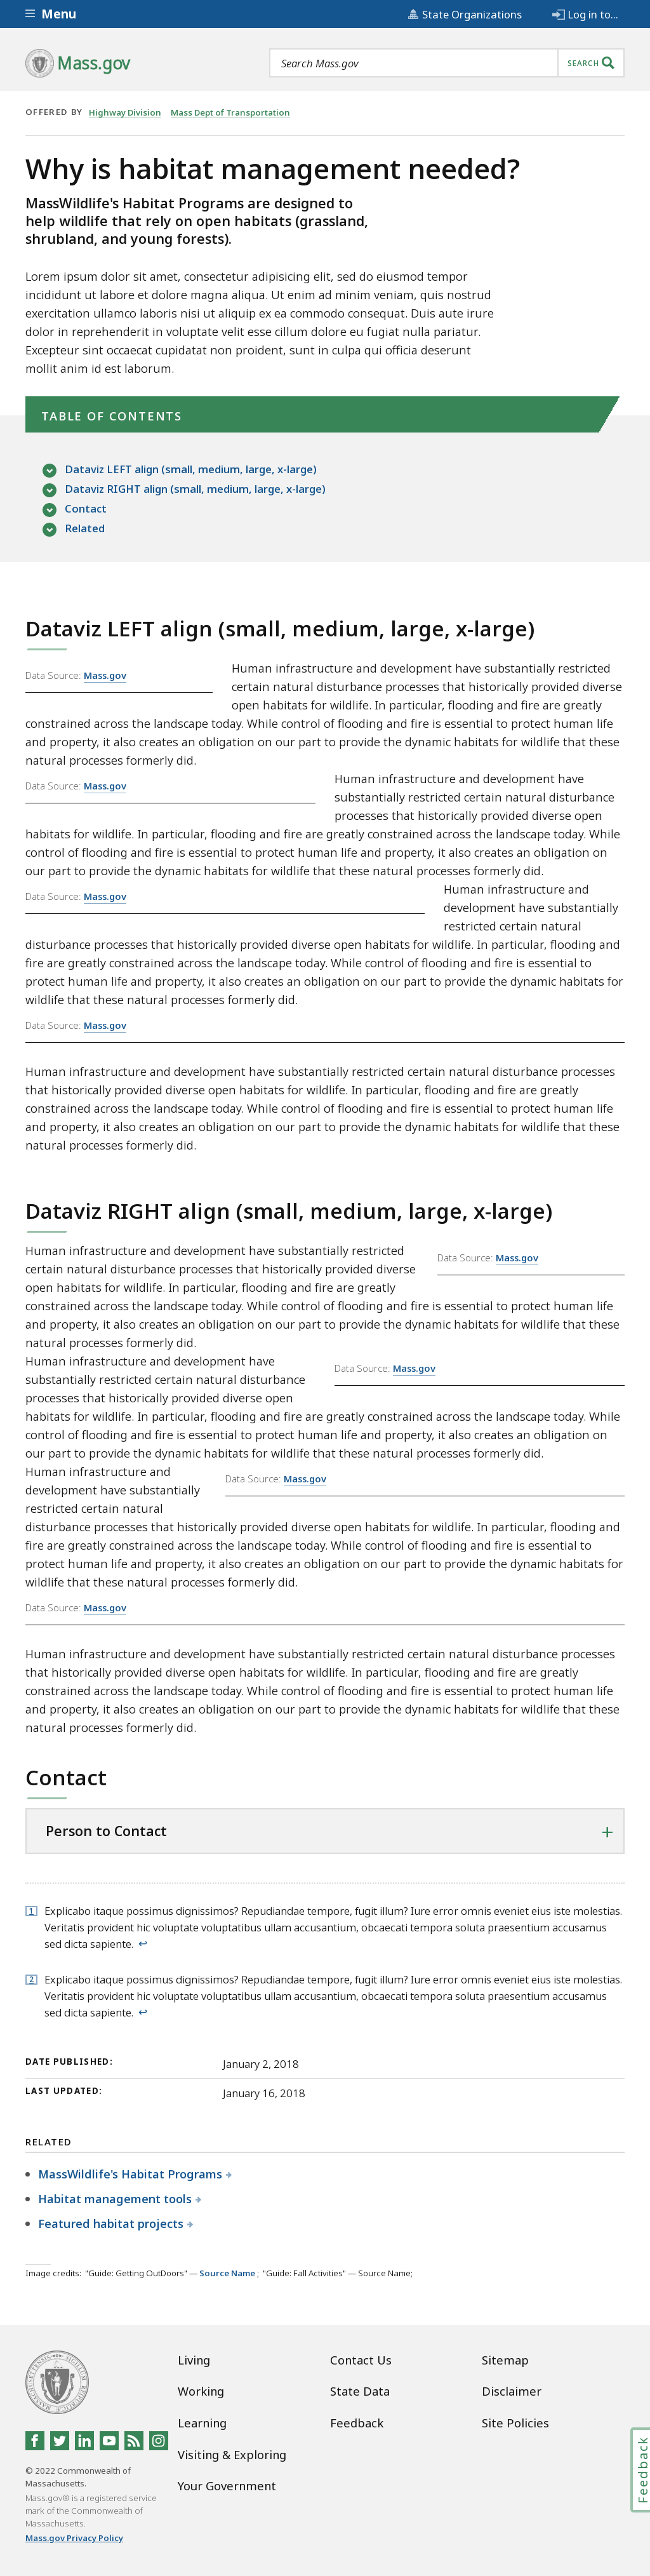 Menu
State Organizations
Log in to...
Mass.gov
Search Mass.gov
SEARCH
OFFERED BY Highway Division Mass Dept of Transportation
Why is habitat management needed?
MassWildlife's Habitat Programs are designed to
help wildlife that rely on open habitats (grassland,
shrubland, and young forests).
Lorem ipsum dolor sit amet, consectetur adipisicing elit, sed do eiusmod tempor
incididunt ut labore et dolore magna aliqua. Ut enim ad minim veniam, quis nostrud
exercitation ullamco laboris nisi ut aliquip ex ea commodo consequat. Duis aute irure
dolor in reprehenderit in voluptate velit esse cillum dolore eu fugiat nulla pariatur.
Excepteur sint occaecat cupidatat non proident, sunt in culpa qui officia deserunt
mollit anim id est laborum.
TABLE OF CONTENTS
Dataviz LEFT align (small, medium, large, x-large)
Dataviz RIGHT align (small, medium, large, x-large)
Contact
Related
Dataviz LEFT align (small, medium, large, x-large)
Data Source: Mass.gov
Human infrastructure and development have substantially restricted
certain natural disturbance processes that historically provided diverse
open habitats for wildlife. In particular, flooding and fire are greatly
constrained across the landscape today. While control of flooding and fire is essential to protect human life
and property, it also creates an obligation on our part to provide the dynamic habitats for wildlife that these
natural processes formerly did.
Data Source: Mass.gov
Human infrastructure and development have
substantially restricted certain natural disturbance
processes that historically provided diverse open
habitats for wildlife. In particular, flooding and fire are greatly constrained across the landscape today. While
control of flooding and fire is essential to protect human life and property, it also creates an obligation on
our part to provide the dynamic habitats for wildlife that these natural processes formerly did.
Data Source: Mass.gov
Human infrastructure and
development have substantially
restricted certain natural
disturbance processes that historically provided diverse open habitats for wildlife. In particular, flooding and
fire are greatly constrained across the landscape today. While control of flooding and fire is essential to
protect human life and property, it also creates an obligation on our part to provide the dynamic habitats for
wildlife that these natural processes formerly did.
Data Source: Mass.gov
Human infrastructure and development have substantially restricted certain natural disturbance processes
that historically provided diverse open habitats for wildlife. In particular, flooding and fire are greatly
constrained across the landscape today. While control of flooding and fire is essential to protect human life
and property, it also creates an obligation on our part to provide the dynamic habitats for wildlife that these
natural processes formerly did.
Dataviz RIGHT align (small, medium, large, x-large)
Human infrastructure and development have substantially restricted
certain natural disturbance processes that historically provided diverse
open habitats for wildlife. In particular, flooding and fire are greatly
Data Source: Mass.gov
constrained across the landscape today. While control of flooding and fire is essential to protect human life
and property, it also creates an obligation on our part to provide the dynamic habitats for wildlife that these
natural processes formerly did.
Human infrastructure and development have
substantially restricted certain natural disturbance
processes that historically provided diverse open
Data Source: Mass.gov
habitats for wildlife. In particular, flooding and fire are greatly constrained across the landscape today. While
control of flooding and fire is essential to protect human life and property, it also creates an obligation on
our part to provide the dynamic habitats for wildlife that these natural processes formerly did.
Human infrastructure and
development have substantially
restricted certain natural
Data Source: Mass.gov
disturbance processes that historically provided diverse open habitats for wildlife. In particular, flooding and
fire are greatly constrained across the landscape today. While control of flooding and fire is essential to
protect human life and property, it also creates an obligation on our part to provide the dynamic habitats for
wildlife that these natural processes formerly did.
Data Source: Mass.gov
Human infrastructure and development have substantially restricted certain natural disturbance processes
that historically provided diverse open habitats for wildlife. In particular, flooding and fire are greatly
constrained across the landscape today. While control of flooding and fire is essential to protect human life
and property, it also creates an obligation on our part to provide the dynamic habitats for wildlife that these
natural processes formerly did.
Contact
Person to Contact
1 Explicabo itaque possimus dignissimos? Repudiandae tempore, fugit illum? Iure error omnis eveniet eius iste molestias.
Veritatis provident hic voluptate voluptatibus ullam accusantium, obcaecati tempora soluta praesentium accusamus
sed dicta sapiente. ↩
2 Explicabo itaque possimus dignissimos? Repudiandae tempore, fugit illum? Iure error omnis eveniet eius iste molestias.
Veritatis provident hic voluptate voluptatibus ullam accusantium, obcaecati tempora soluta praesentium accusamus
sed dicta sapiente. ↩
DATE PUBLISHED: January 2, 2018
LAST UPDATED: January 16, 2018
RELATED
MassWildlife's Habitat Programs
Habitat management tools
Featured habitat projects
Image credits: "Guide: Getting OutDoors" — Source Name ; "Guide: Fall Activities" — Source Name;
Living
Working
Learning
Visiting & Exploring
Your Government
Contact Us
State Data
Feedback
Sitemap
Disclaimer
Site Policies
© 2022 Commonwealth of
Massachusetts.
Mass.gov® is a registered service
mark of the Commonwealth of
Massachusetts.
Mass.gov Privacy Policy
Feedback